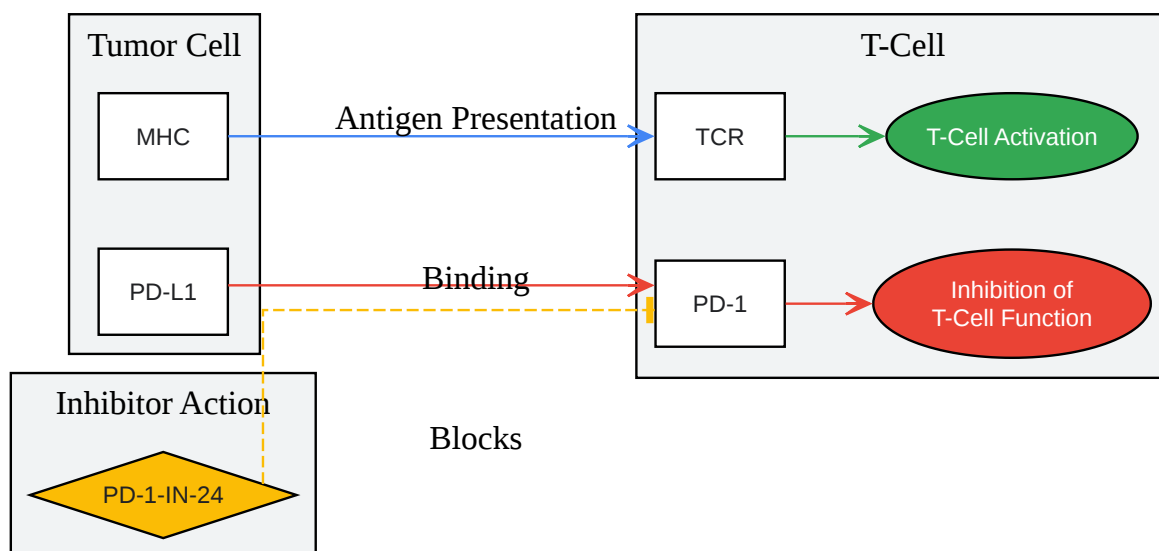 Tumor Cell
T-Cell
MHC
Antigen Presentation
TCR
T-Cell Activation
PD-L1
Binding
PD-1
Inhibition of
T-Cell Function
Inhibitor Action
Blocks
PD-1-IN-24